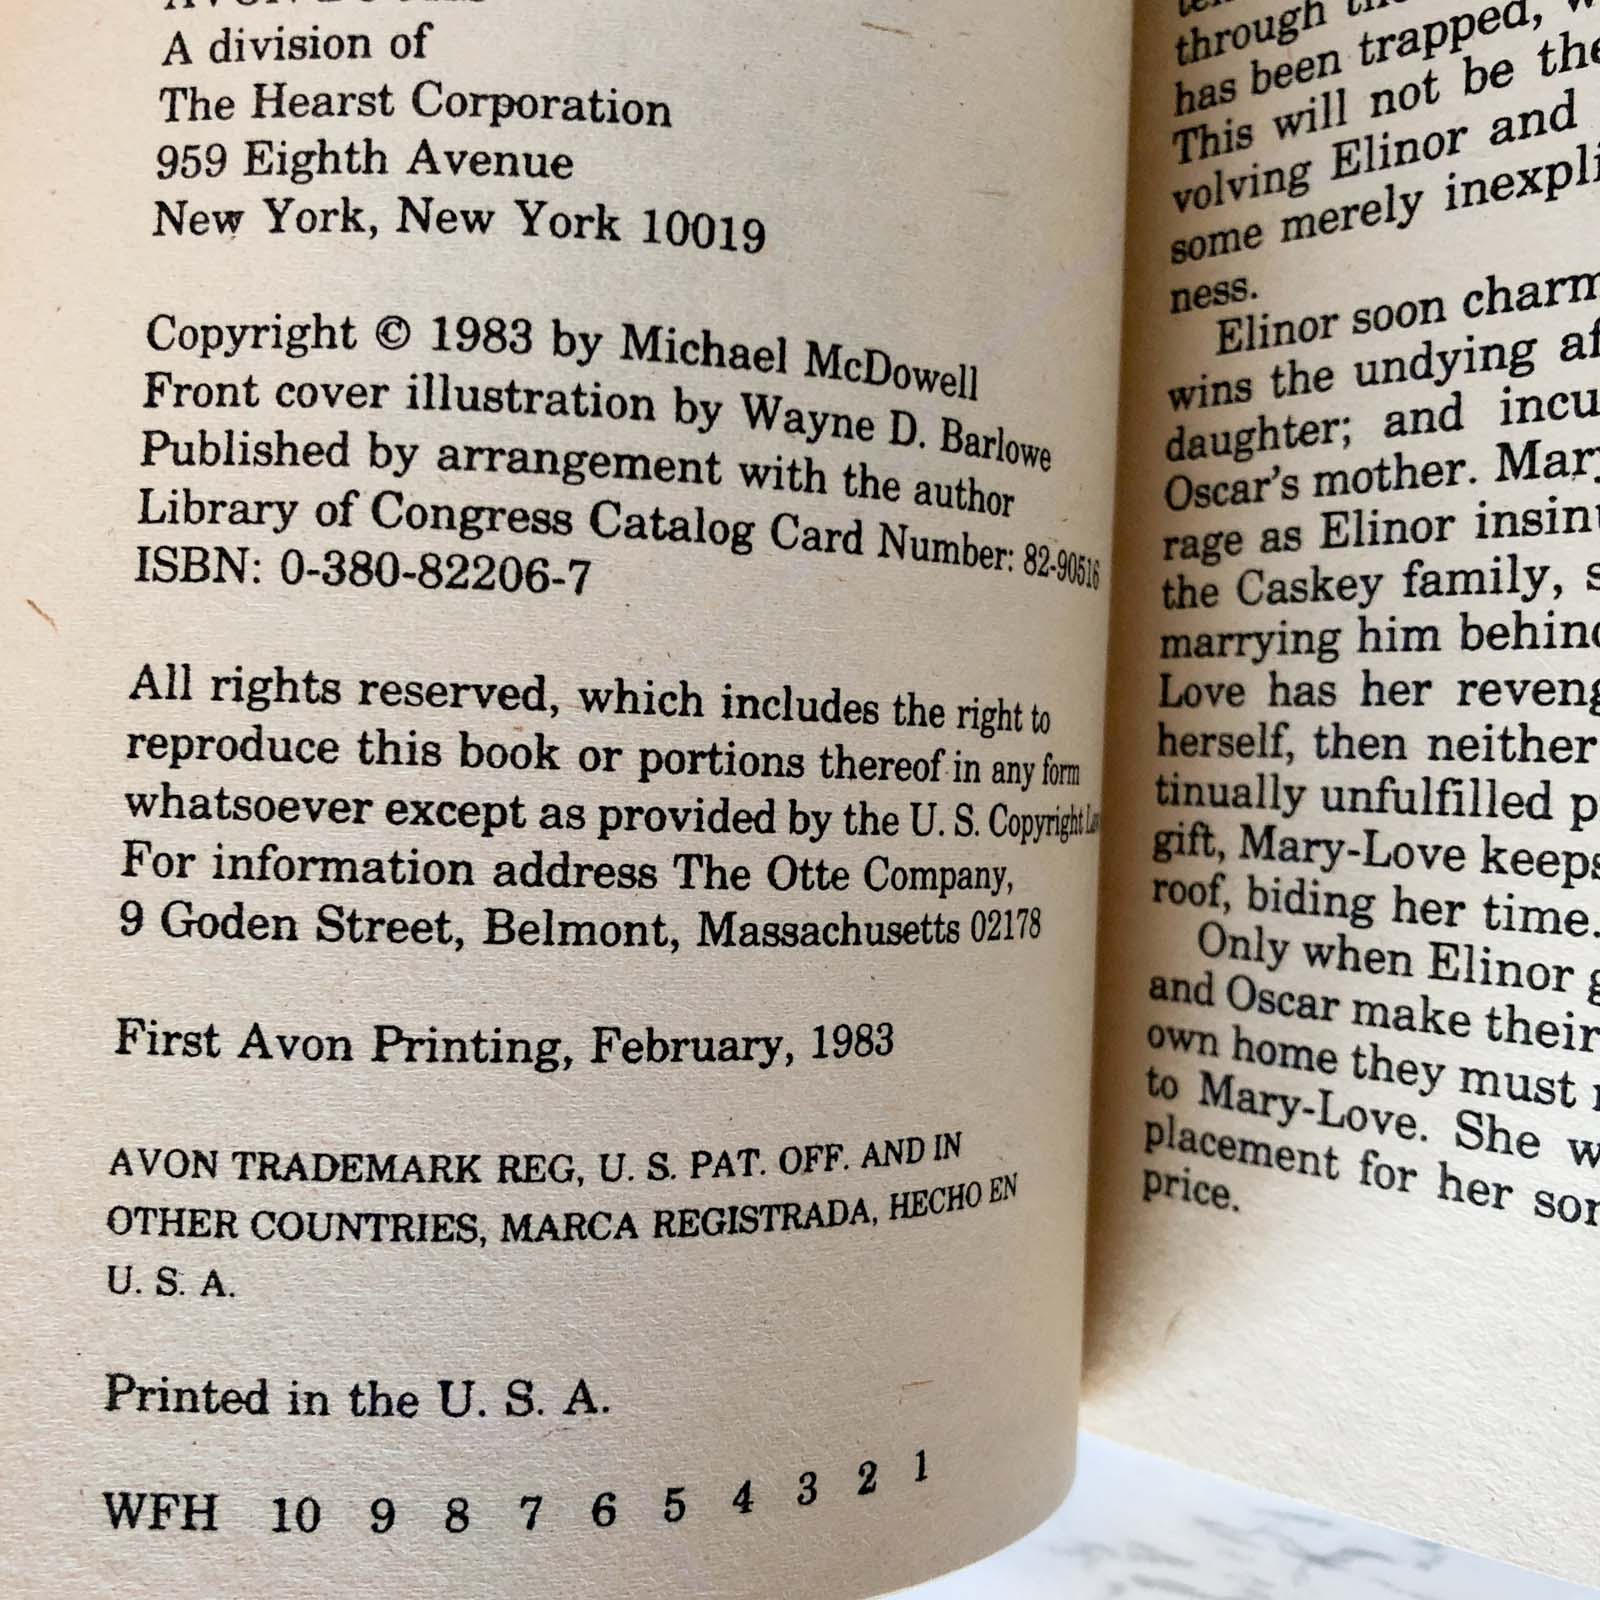 A division of
The Hearst Corporation
959 Eighth Avenue
New York, New York 10019
Copyright © 1983 by Michael McDowell
Front cover illustration by Wayne D. Barlowe
Published by arrangement with the author
Library of Congress Catalog Card Number: 82-90516
ISBN: 0-380-82206-7
All rights reserved, which includes the right to
reproduce this book or portions thereof in any form
whatsoever except as provided by the U. S. Copyright
For information address The Otte Company,
9 Goden Street, Belmont, Massachusetts 02178
First Avon Printing, February, 1983
AVON TRADEMARK REG, U. S. PAT. OFF. AND IN
OTHER COUNTRIES, MARCA REGISTRADA, HECHO EN
U. S. A.
Printed in the U. S. A.
WFH 10 9 8 7 6 5 4 3 2 1
through
has been trapped,
This will not be
volving Elinor and
some merely
ness.
Elinor soon
wins the undying
daughter; and
Oscar's mother.
rage as Elinor
the Caskey family,
marrying him
Love has her
herself, then neither
tinually unfulfilled
gift, Mary-Love keeps
roof, biding her time.
Only when Elinor
and Oscar make their
own home they must
to Mary-Love. She
placement for her
price.